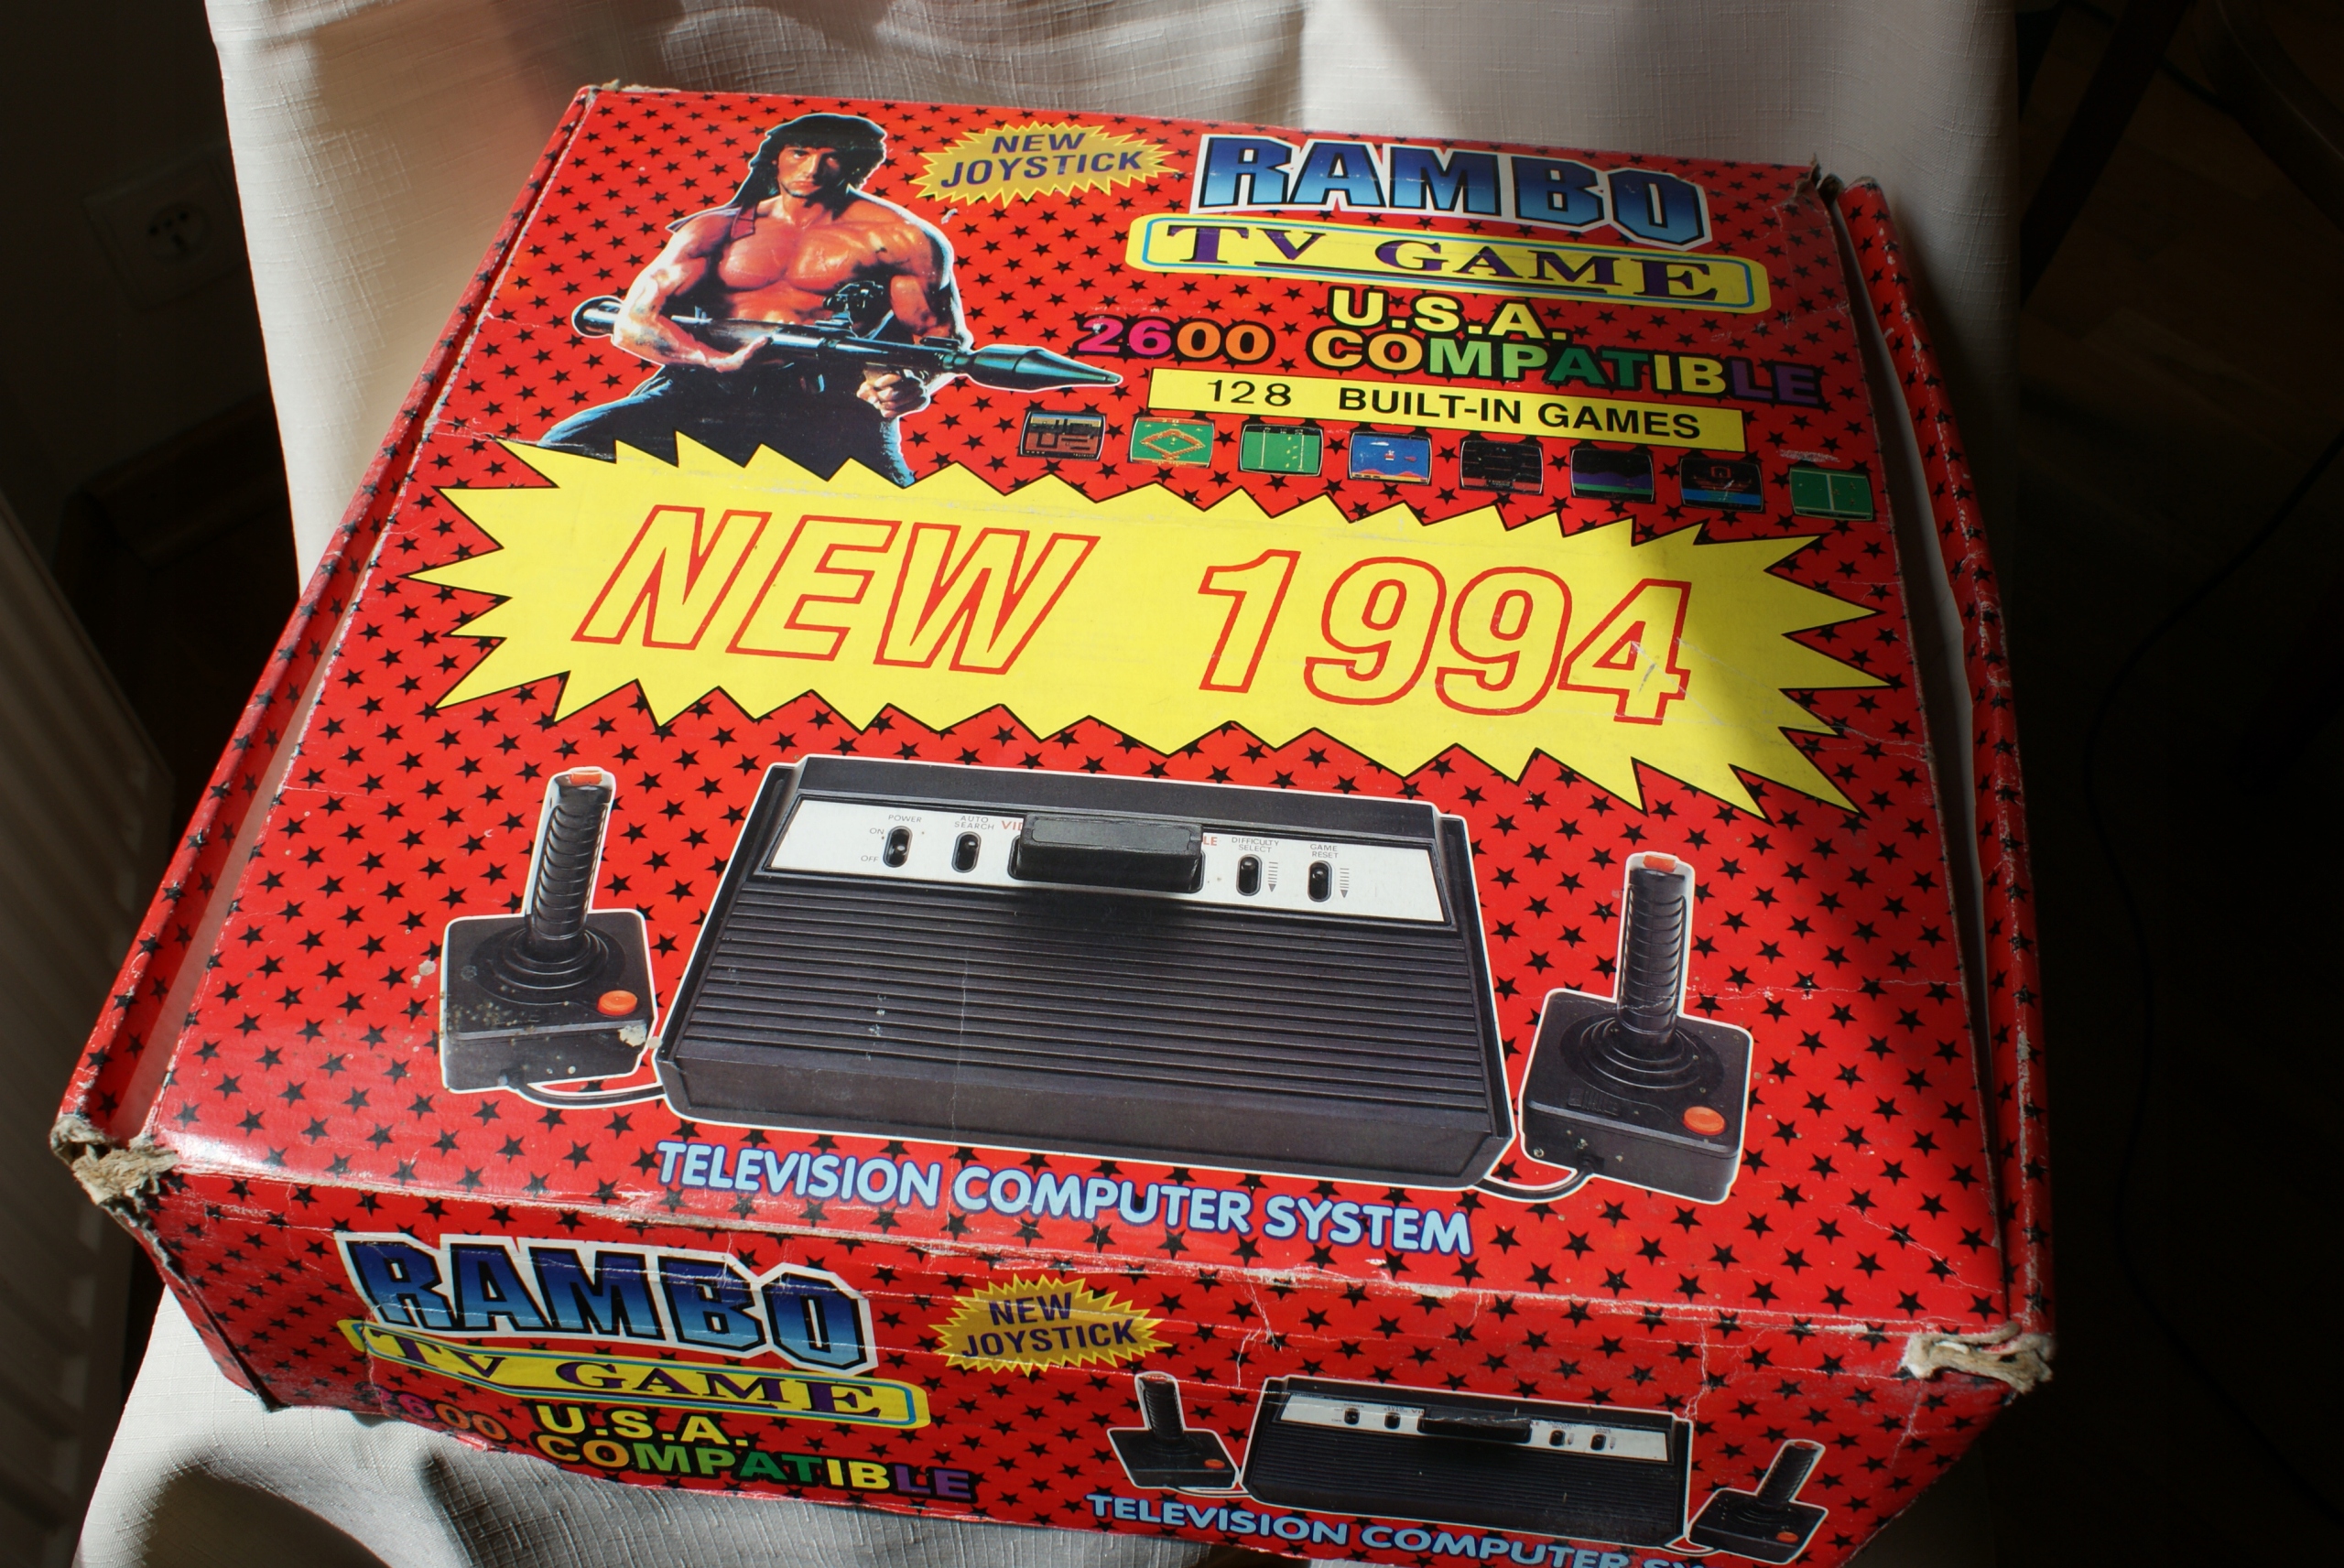 NEW
JOYSTICK
RAMBO
TV GAME
U.S.A.
2600 COMPATIBLE
128 BUILT-IN GAMES
NEW 1994
POWER
ON
OFF
AUTO
SEARCH
DIFFICULTY
SELECT
GAME
RESET
TELEVISION COMPUTER SYSTEM
RAMBO
TV GAME
U.S.A.
2600 COMPATIBLE
NEW
JOYSTICK
TELEVISION COMPUTER